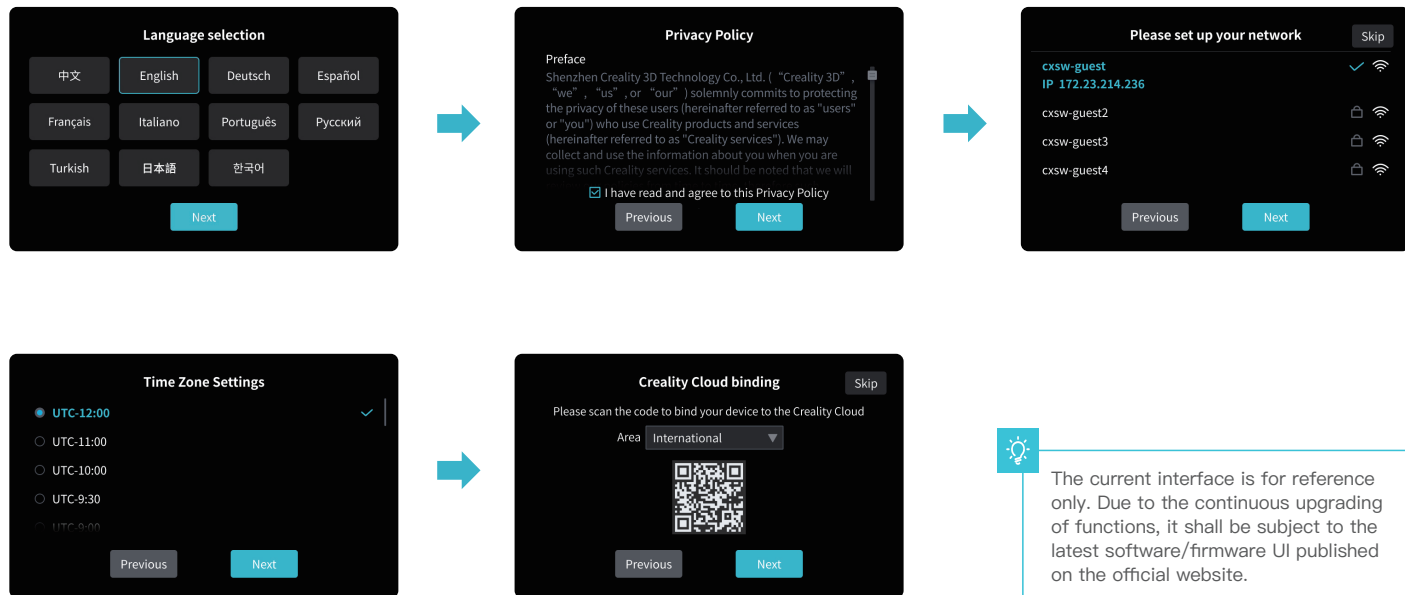 Language selection
中文 English Deutsch Español
Français Italiano Português Русский
Turkish 日本語 한국어
Next
Privacy Policy
Preface
Shenzhen Creality 3D Technology Co., Ltd. ( “Creality 3D” ,
“we” , “us” , or “our” ) solemnly commits to protecting
the privacy of these users (hereinafter referred to as "users"
or "you") who use Creality products and services
(hereinafter referred to as "Creality services"). We may
collect and use the information about you when you are
using such Creality services. It should be noted that we will
I have read and agree to this Privacy Policy
Previous Next
Please set up your network Skip
cxsw-guest
IP 172.23.214.236
cxsw-guest2
cxsw-guest3
cxsw-guest4
Previous Next
Time Zone Settings
UTC-12:00
UTC-11:00
UTC-10:00
UTC-9:30
UTC-9:00
Previous Next
Creality Cloud binding Skip
Please scan the code to bind your device to the Creality Cloud
Area International
Previous Next
The current interface is for reference
only. Due to the continuous upgrading
of functions, it shall be subject to the
latest software/firmware UI published
on the official website.